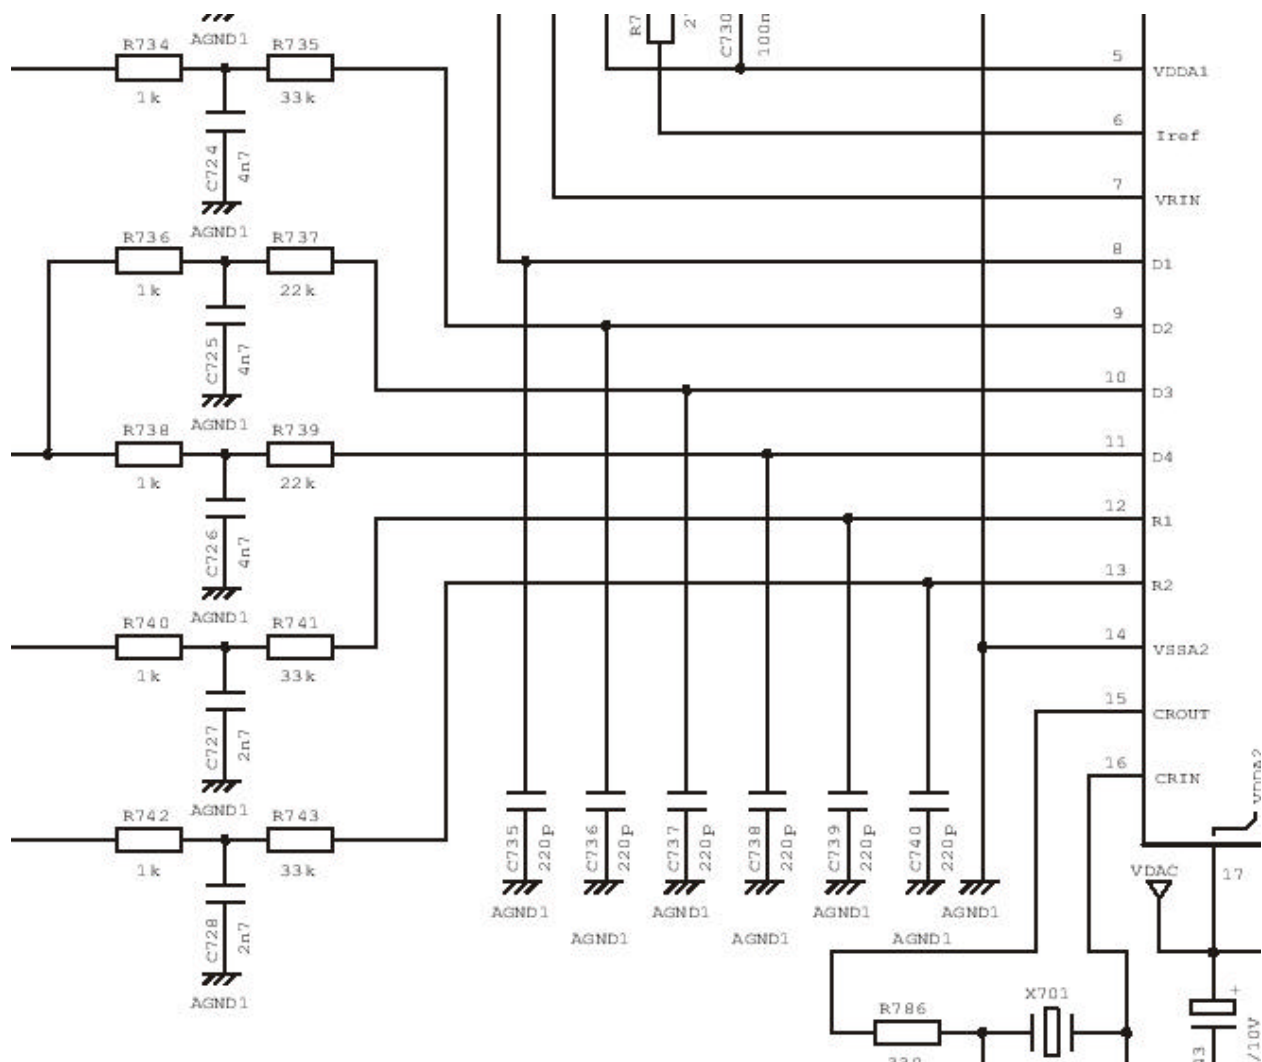 R734
AGND1
R735
C730
5
VDDA1
1k
33k
6
Iref
C724
4n7
7
VRIN
AGND1
R736
R737
8
D1
1k
22k
9
D2
C725
4n7
10
D3
AGND1
R738
R739
11
D4
1k
22k
12
R1
C726
4n7
13
R2
AGND1
R740
R741
14
VSSA2
1k
33k
15
CROUT
C727
2n7
16
CRIN
VDDA2
AGND1
R742
R743
C735
220p
C736
220p
C737
220p
C738
220p
C739
220p
C740
220p
1k
33k
VDAC
17
C728
2n7
AGND1
AGND1
AGND1
AGND1
AGND1
AGND1
AGND1
AGND1
X701
R786
+
/10V